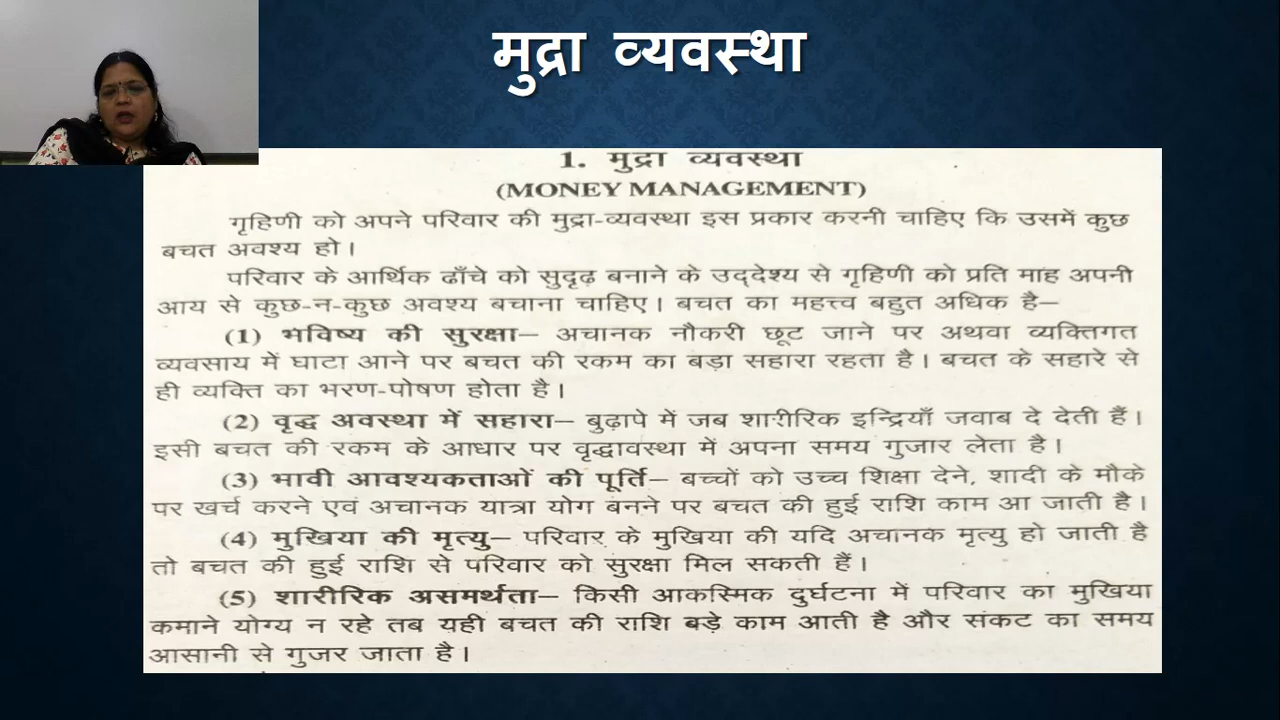 मुद्रा व्यवस्था
1. मुद्रा व्यवस्था
(MONEY MANAGEMENT)
गृहिणी को अपने परिवार की मुद्रा-व्यवस्था इस प्रकार करनी चाहिए कि उसमें कुछ
बचत अवश्य हो।
परिवार के आर्थिक ढाँचे को सुदृढ़ बनाने के उद्देश्य से गृहिणी को प्रति माह अपनी
आय से कुछ-न-कुछ अवश्य बचाना चाहिए। बचत का महत्त्व बहुत अधिक है–
(1) भविष्य की सुरक्षा– अचानक नौकरी छूट जाने पर अथवा व्यक्तिगत
व्यवसाय में घाटा आने पर बचत की रकम का बड़ा सहारा रहता है। बचत के सहारे से
ही व्यक्ति का भरण-पोषण होता है।
(2) वृद्ध अवस्था में सहारा– बुढ़ापे में जब शारीरिक इन्द्रियाँ जवाब दे देती हैं।
इसी बचत की रकम के आधार पर वृद्धावस्था में अपना समय गुजार लेता है।
(3) भावी आवश्यकताओं की पूर्ति– बच्चों को उच्च शिक्षा देने, शादी के मौके
पर खर्च करने एवं अचानक यात्रा योग बनने पर बचत की हुई राशि काम आ जाती है।
(4) मुखिया की मृत्यु– परिवार के मुखिया की यदि अचानक मृत्यु हो जाती है
तो बचत की हुई राशि से परिवार को सुरक्षा मिल सकती हैं।
(5) शारीरिक असमर्थता– किसी आकस्मिक दुर्घटना में परिवार का मुखिया
कमाने योग्य न रहे तब यही बचत की राशि बड़े काम आती है और संकट का समय
आसानी से गुजर जाता है।